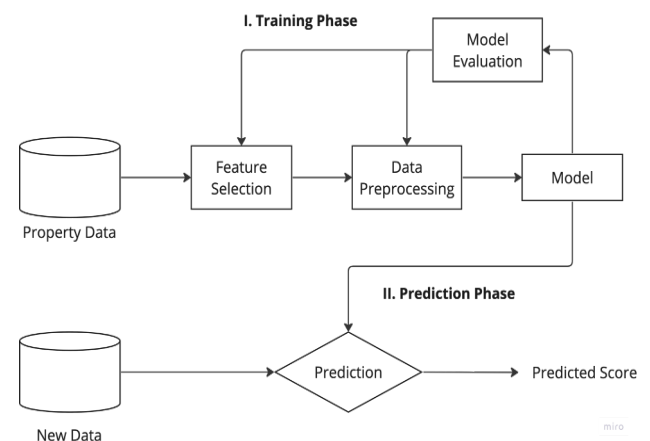 I. Training Phase
Model
Evaluation
Feature
Selection
Data
Preprocessing
Model
Property Data
II. Prediction Phase
Prediction
Predicted Score
New Data
miro